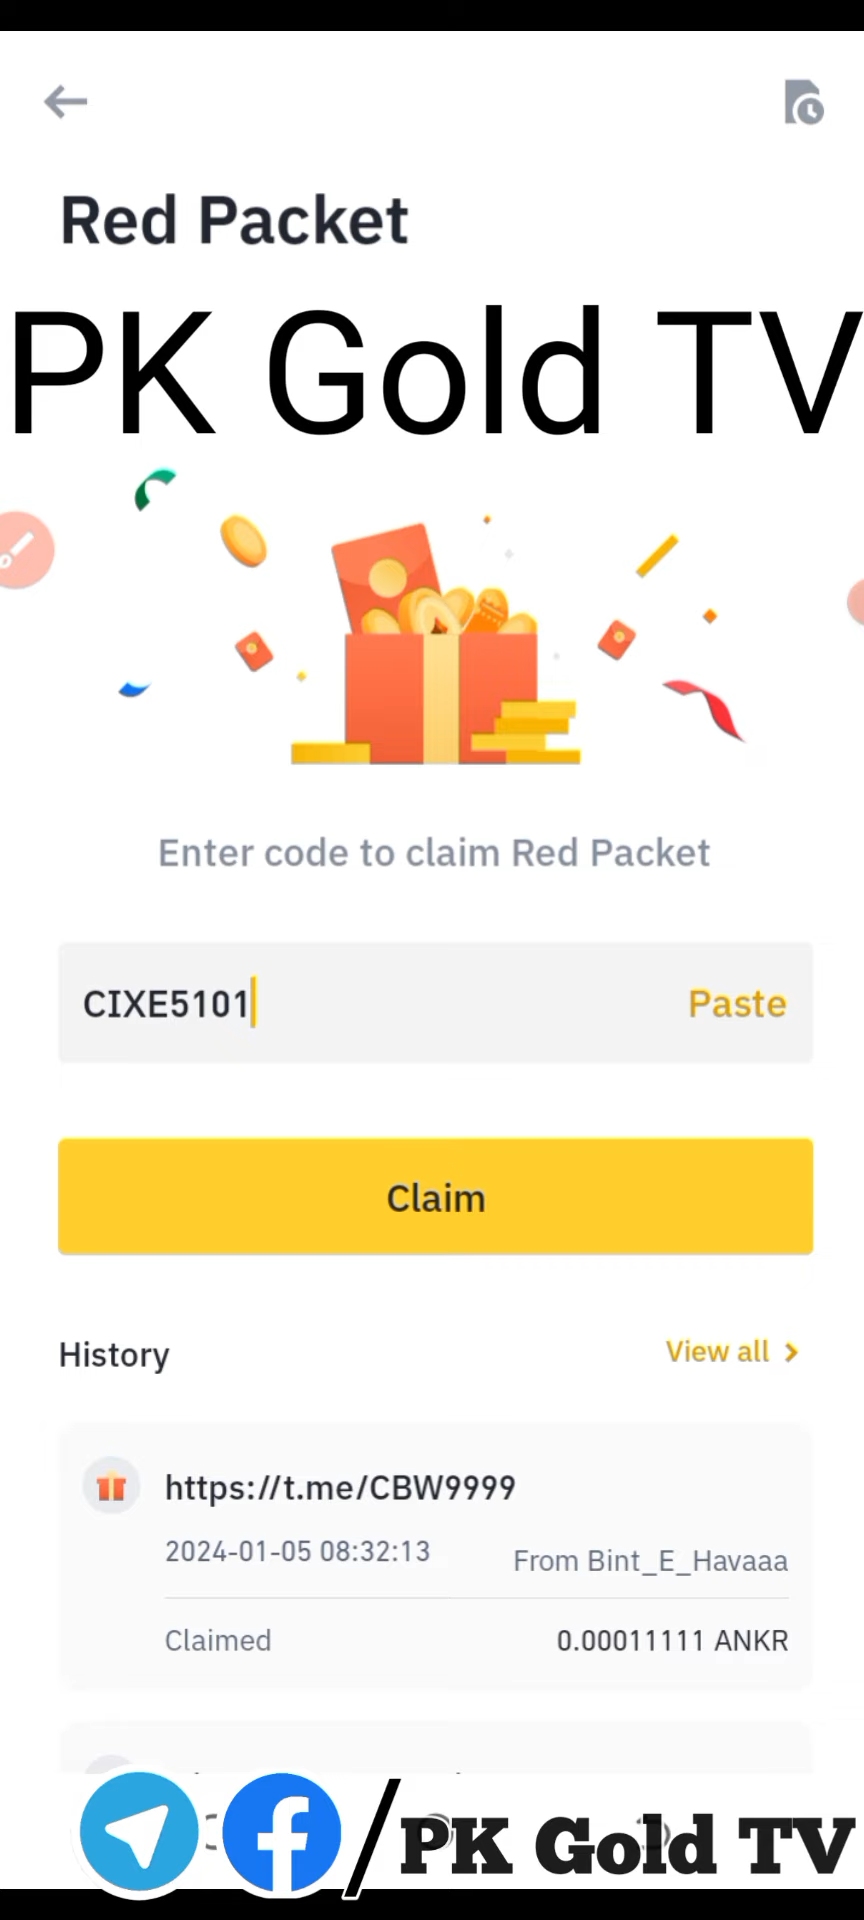 Red Packet
PK Gold TV
Enter code to claim Red Packet
CIXE5101
Paste
Claim
History
View all
https://t.me/CBW9999
2024-01-05 08:32:13
From Bint_E_Havaaa
Claimed
0.00011111 ANKR
/PK Gold TV